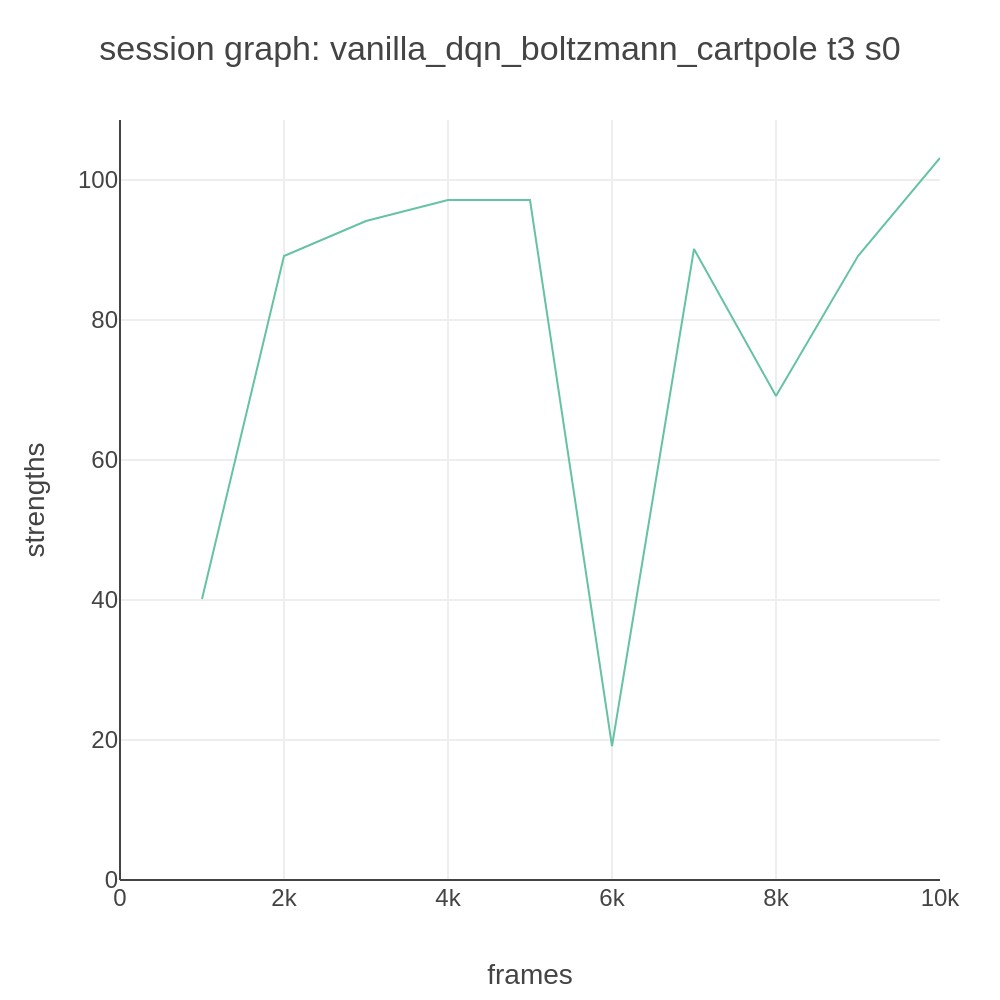 session graph: vanilla_dqn_boltzmann_cartpole t3 s0
100
80
60
40
20
0
strengths
0 2k 4k 6k 8k 10k
frames